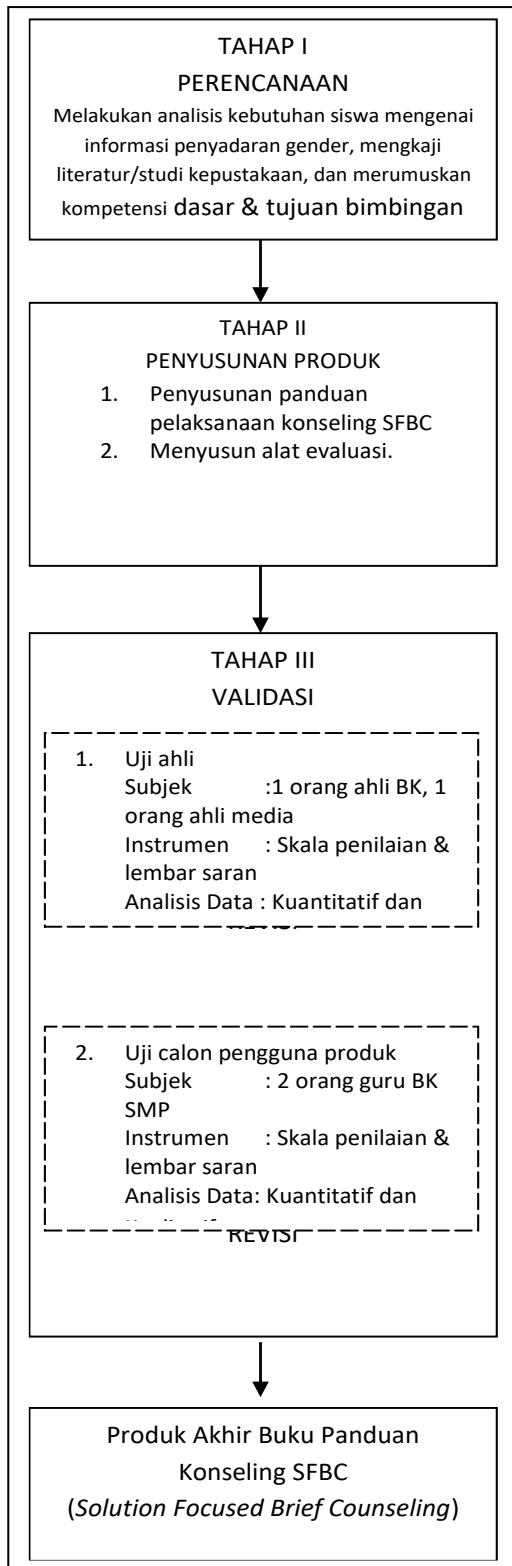 TAHAP I
PERENCANAAN
Melakukan analisis kebutuhan siswa mengenai
informasi penyadaran gender, mengkaji
literatur/studi kepustakaan, dan merumuskan
kompetensi dasar & tujuan bimbingan
TAHAP II
PENYUSUNAN PRODUK
1. Penyusunan panduan
pelaksanaan konseling SFBC
2. Menyusun alat evaluasi.
TAHAP III
VALIDASI
1. Uji ahli
Subjek :1 orang ahli BK, 1
orang ahli media
Instrumen : Skala penilaian &
lembar saran
Analisis Data : Kuantitatif dan
2. Uji calon pengguna produk
Subjek : 2 orang guru BK
SMP
Instrumen : Skala penilaian &
lembar saran
Analisis Data: Kuantitatif dan
REVISI
Produk Akhir Buku Panduan
Konseling SFBC
(Solution Focused Brief Counseling)